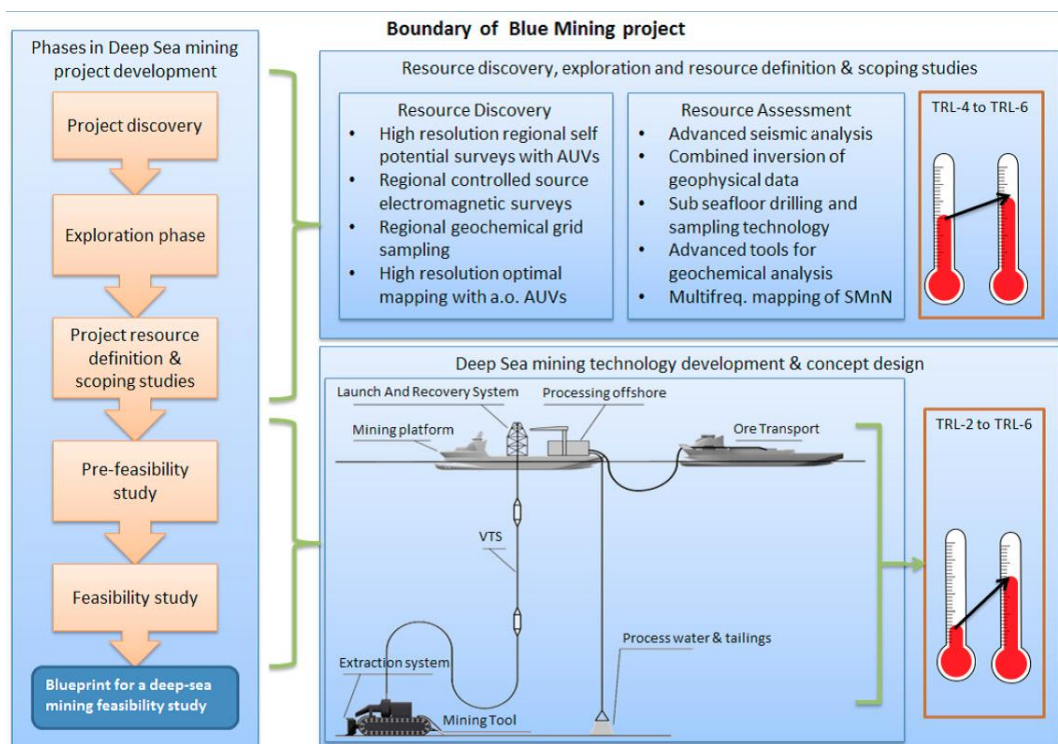 Boundary of Blue Mining project
Phases in Deep Sea mining
project development
Project discovery
Exploration phase
Project resource
definition &
scoping studies
Pre-feasibility
study
Feasibility study
Blueprint for a deep-sea
mining feasibility study
Resource discovery, exploration and resource definition & scoping studies
Resource Discovery
• High resolution regional self
potential surveys with AUVs
• Regional controlled source
electromagnetic surveys
• Regional geochemical grid
sampling
• High resolution optimal
mapping with a.o. AUVs
Resource Assessment
• Advanced seismic analysis
• Combined inversion of
geophysical data
• Sub seafloor drilling and
sampling technology
• Advanced tools for
geochemical analysis
• Multifreq. mapping of SMnN
TRL-4 to TRL-6
Deep Sea mining technology development & concept design
Launch And Recovery System
Processing offshore
Mining platform
Ore Transport
VTS
Process water & tailings
Extraction system
Mining Tool
TRL-2 to TRL-6